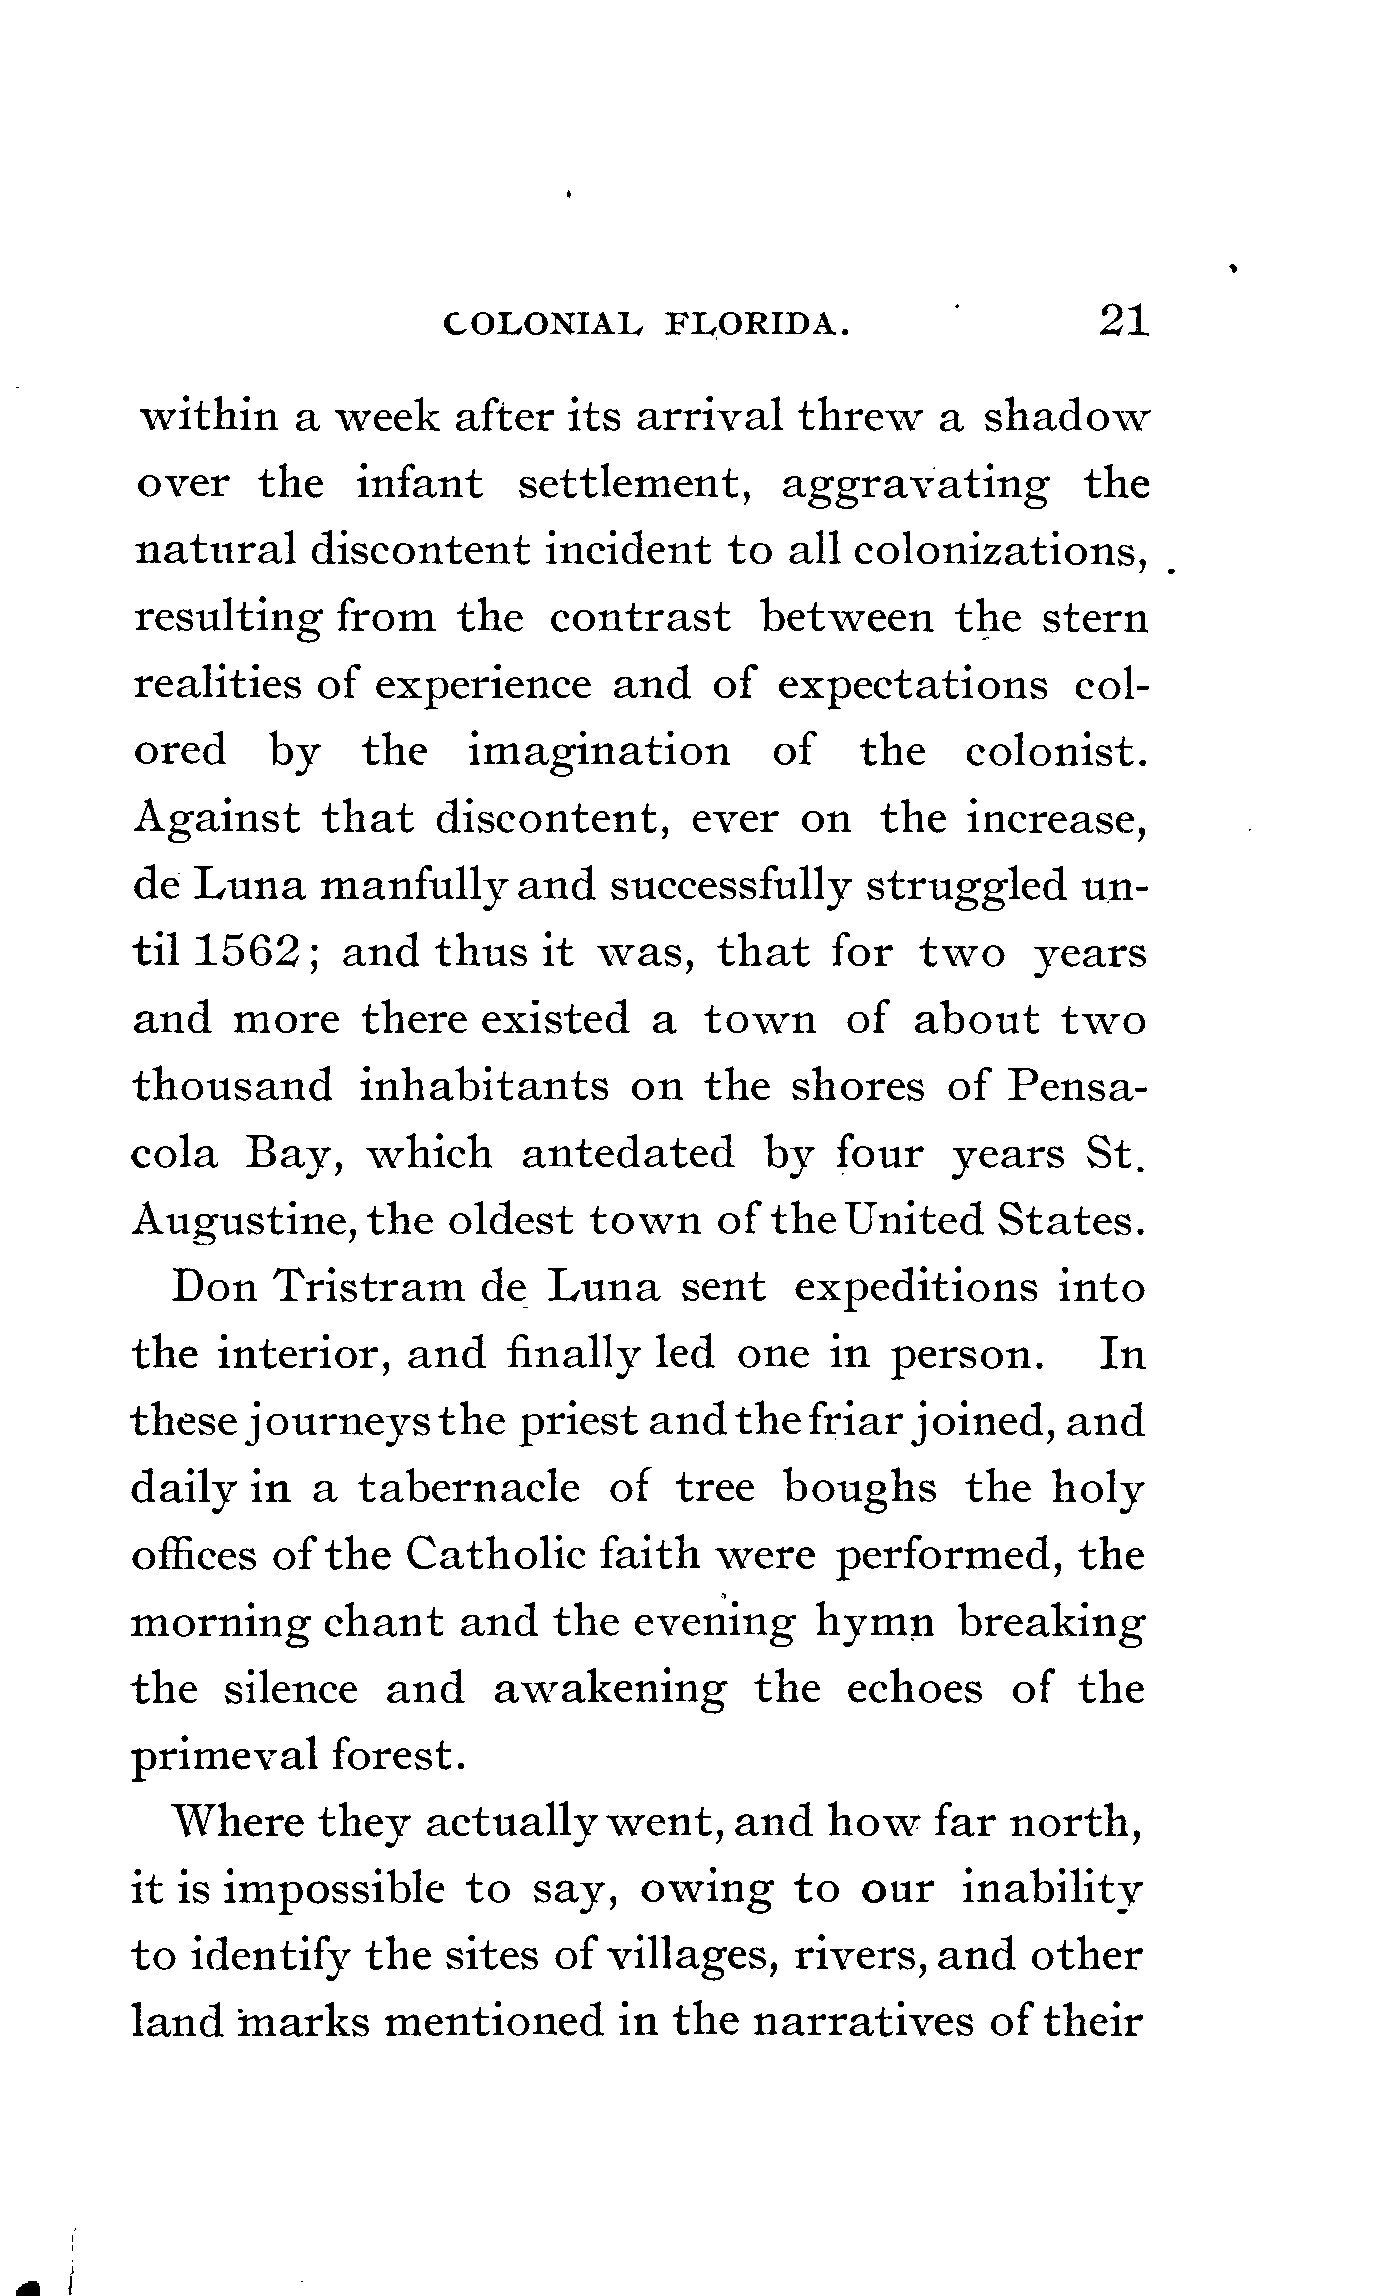 COLONIAL FLORIDA. 21
within a week after its arrival threw a shadow
over the infant settlement, aggravating the
natural discontent incident to all colonizations,
resulting from the contrast between the stern
realities of experience and of expectations col-
ored by the imagination of the colonist.
Against that discontent, ever on the increase,
de Luna manfully and successfully struggled un-
til 1562; and thus it was, that for two years
and more there existed a town of about two
thousand inhabitants on the shores of Pensa-
cola Bay, which antedated by four years St.
Augustine, the oldest town of the United States.
Don Tristram de Luna sent expeditions into
the interior, and finally led one in person. In
these journeys the priest and the friar joined, and
daily in a tabernacle of tree boughs the holy
offices of the Catholic faith were performed, the
morning chant and the evening hymn breaking
the silence and awakening the echoes of the
primeval forest.
Where they actually went, and how far north,
it is impossible to say, owing to our inability
to identify the sites of villages, rivers, and other
land marks mentioned in the narratives of their